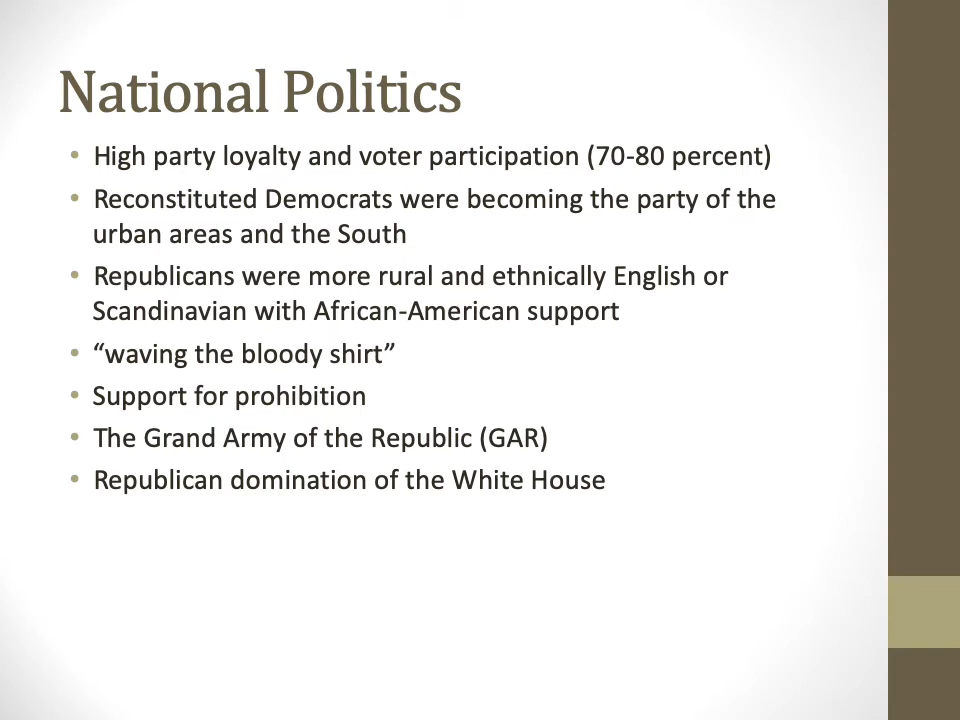 National Politics
• High party loyalty and voter participation (70-80 percent)
• Reconstituted Democrats were becoming the party of the
urban areas and the South
• Republicans were more rural and ethnically English or
Scandinavian with African-American support
• “waving the bloody shirt”
• Support for prohibition
• The Grand Army of the Republic (GAR)
• Republican domination of the White House